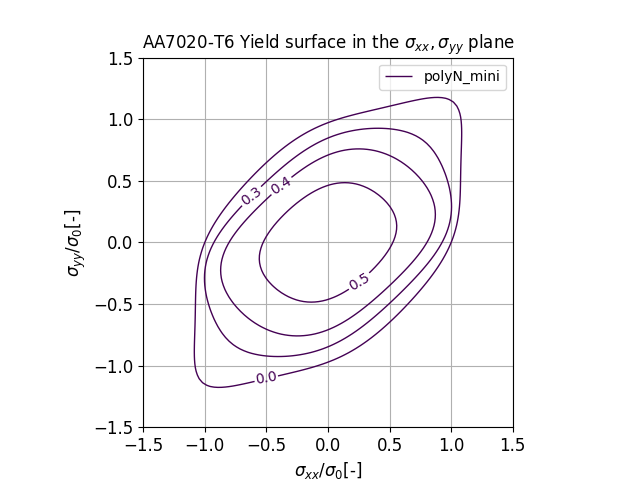 AA7020-T6 Yield surface in the σxx, σyy plane
polyN_mini
1.5
1.0
0.5
0.0
−0.5
−1.0
−1.5
σyy/σ0[-]
0.3
0.4
0.5
0.0
−1.5 −1.0 −0.5 0.0 0.5 1.0 1.5
σxx/σ0[-]